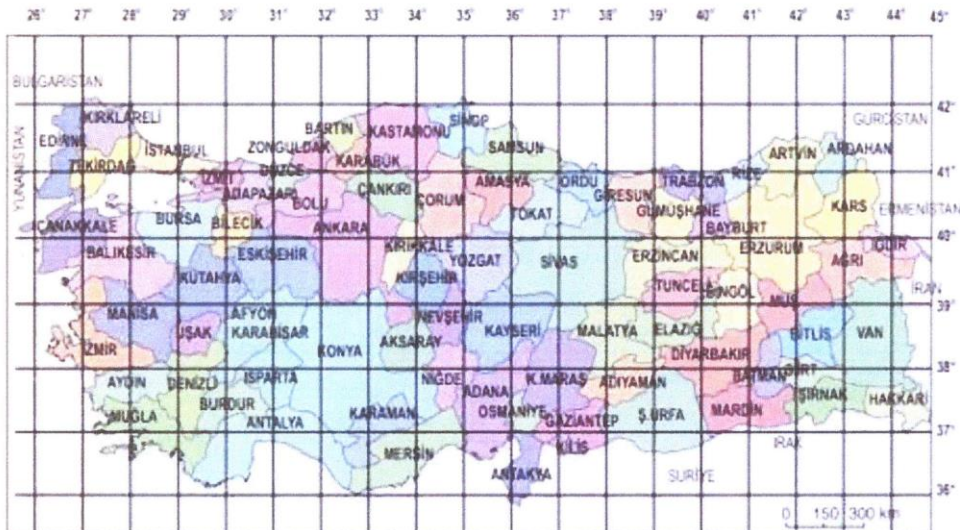 26° 27° 28° 29° 30° 31° 32° 33° 34° 35° 36° 37° 38° 39° 40° 41° 42° 43° 44° 45°
BULGARİSTAN
42°
KIRKLARELİ
BARTIN
KASTAMONU
SİNOP
GÜRCİSTAN
YUNANİSTAN
EDİRNE
TEKİRDAĞ
İSTANBUL
ZONGULDAK
KARABÜK
SAMSUN
ARTVİN
ARDAHAN
41°
İZMİT
DÜZCE
ADAPAZARI
BOLU
ÇANKIRI
ÇORUM
AMASYA
ORDU
GİRESUN
TRABZON
RİZE
KARS
ÇANAKKALE
BURSA
BİLECİK
ANKARA
TOKAT
GÜMÜŞHANE
BAYBURT
ERMENİSTAN
40°
BALIKESİR
ESKİŞEHİR
KIRIKKALE
YOZGAT
SİVAS
ERZİNCAN
ERZURUM
AĞRI
IĞDIR
KÜTAHYA
KIRŞEHİR
TUNCELİ
BİNGÖL
İRAN
39°
MANİSA
UŞAK
AFYON
KARABİSAR
KONYA
AKSARAY
NEVŞEHİR
KAYSERİ
MALATYA
ELAZIĞ
MUŞ
BİTLİS
VAN
İZMİR
DİYARBAKIR
38°
AYDIN
DENİZLİ
ISPARTA
NİĞDE
ADANA
K.MARAŞ
ADIYAMAN
BATMAN
SİİRT
ŞIRNAK
HAKKARİ
MUĞLA
BURDUR
ANTALYA
KARAMAN
OSMANİYE
GAZİANTEP
Ş.URFA
MARDİN
37°
MERSİN
KİLİS
IRAK
ANTAKYA
SURİYE
36°
0 150 300 km